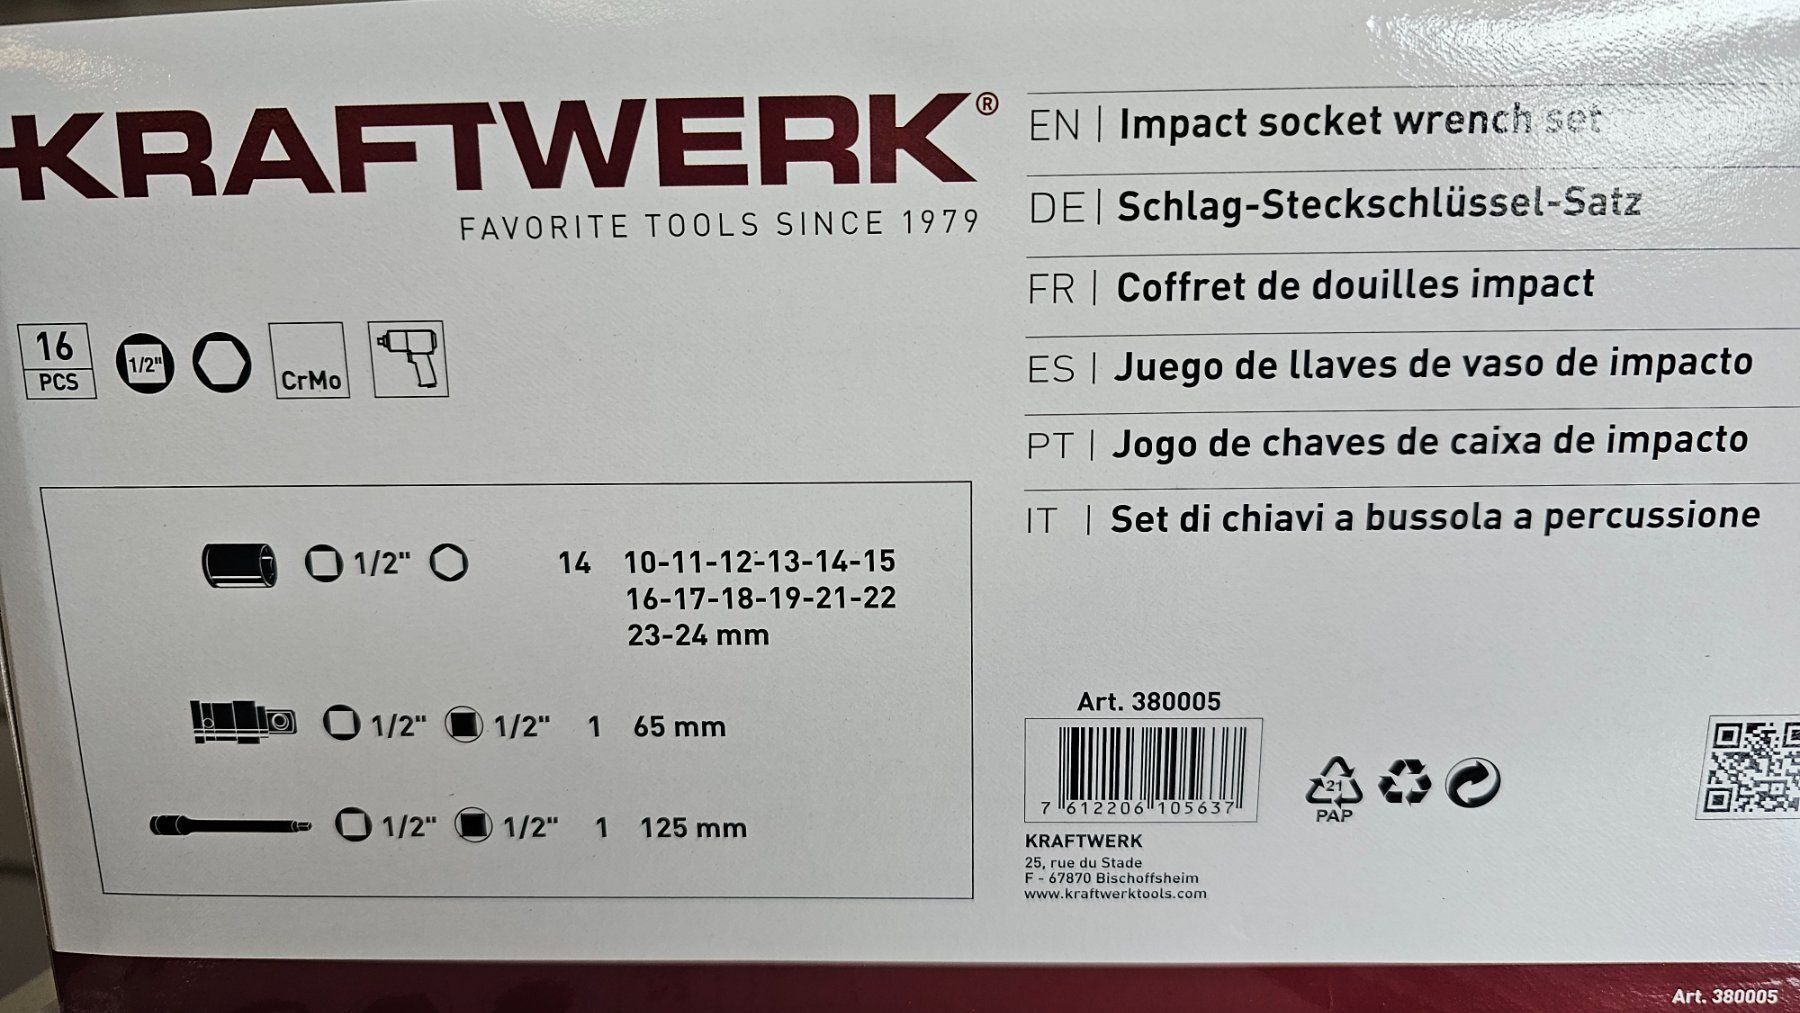 KRAFTWERK®
FAVORITE TOOLS SINCE 1979
16
PCS
1/2"
CrMo
1/2" 14 10-11-12-13-14-15
16-17-18-19-21-22
23-24 mm
1/2" 1/2" 1 65 mm
1/2" 1/2" 1 125 mm
EN | Impact socket wrench set
DE | Schlag-Steckschlüssel-Satz
FR | Coffret de douilles impact
ES | Juego de llaves de vaso de impacto
PT | Jogo de chaves de caixa de impacto
IT | Set di chiavi a bussola a percussione
Art. 380005
7 612206 105637
21
PAP
KRAFTWERK
25, rue du Stade
F - 67870 Bischoffsheim
www.kraftwerktools.com
Art. 380005